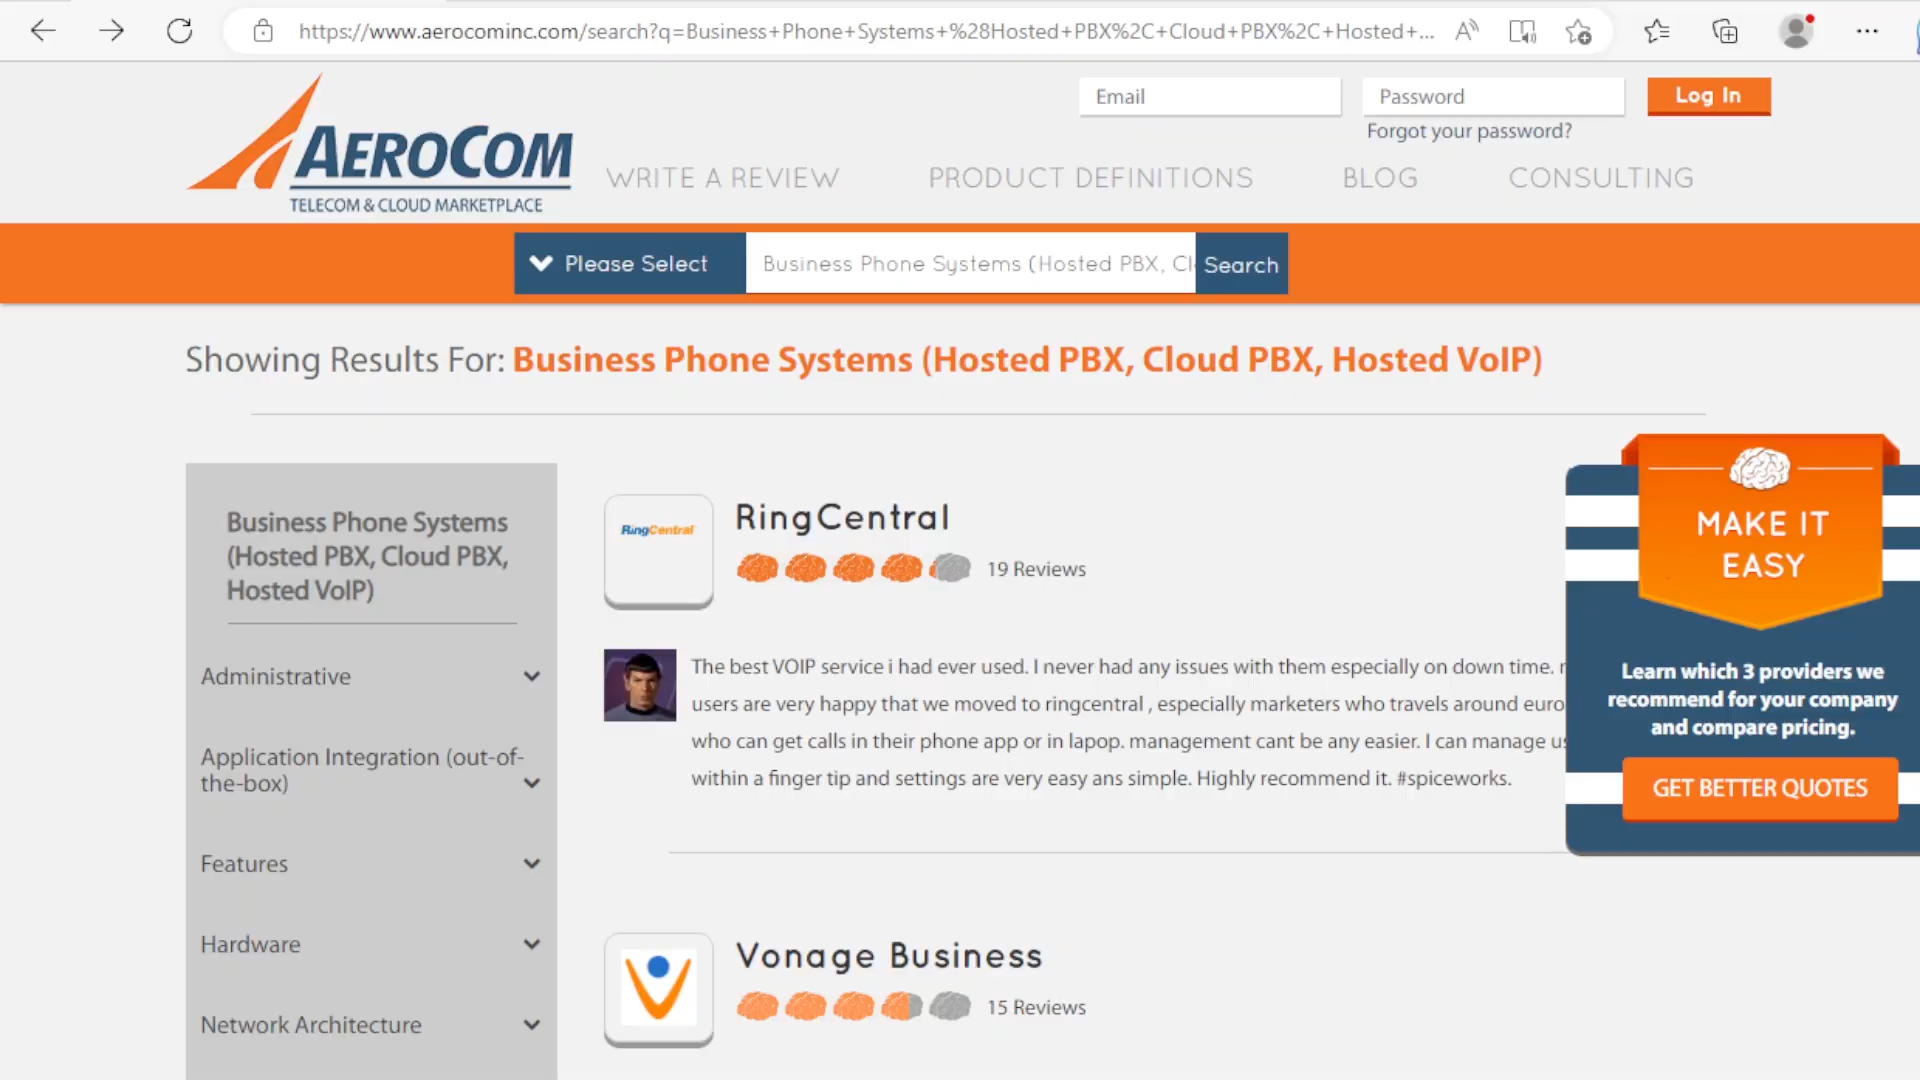 https://www.aerocominc.com/search?q=Business+Phone+Systems+%28Hosted+PBX%2C+Cloud+PBX%2C+Hosted+...
Email
Password
Log In
Forgot your password?
AEROCOM
TELECOM & CLOUD MARKETPLACE
WRITE A REVIEW
PRODUCT DEFINITIONS
BLOG
CONSULTING
Please Select
Business Phone Systems (Hosted PBX, Cl
Search
Showing Results For: Business Phone Systems (Hosted PBX, Cloud PBX, Hosted VoIP)
Business Phone Systems
(Hosted PBX, Cloud PBX,
Hosted VoIP)
Administrative
Application Integration (out-of-
the-box)
Features
Hardware
Network Architecture
RingCentral
RingCentral
19 Reviews
The best VOIP service i had ever used. I never had any issues with them especially on down time.
users are very happy that we moved to ringcentral , especially marketers who travels around euro
who can get calls in their phone app or in lapop. management cant be any easier. I can manage us
within a finger tip and settings are very easy ans simple. Highly recommend it. #spiceworks.
Vonage Business
15 Reviews
MAKE IT
EASY
Learn which 3 providers we
recommend for your company
and compare pricing.
GET BETTER QUOTES